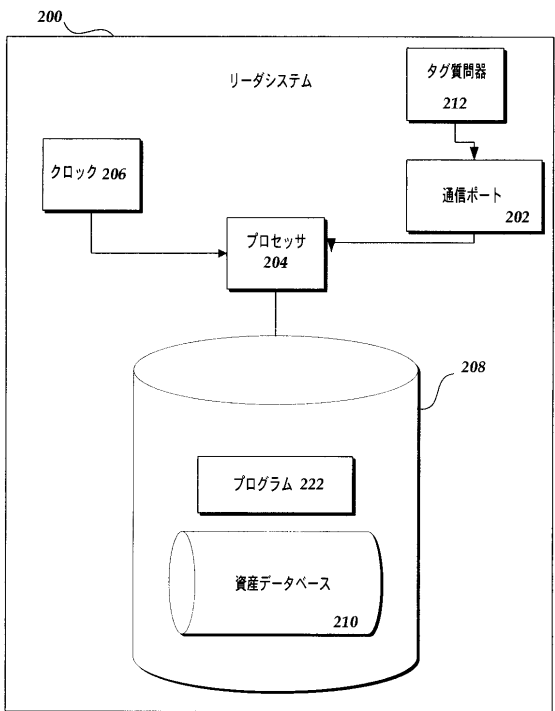 200
リーダシステム
タグ質問器
212
クロック 206
通信ポート
202
プロセッサ
204
208
プログラム 222
資産データベース
210